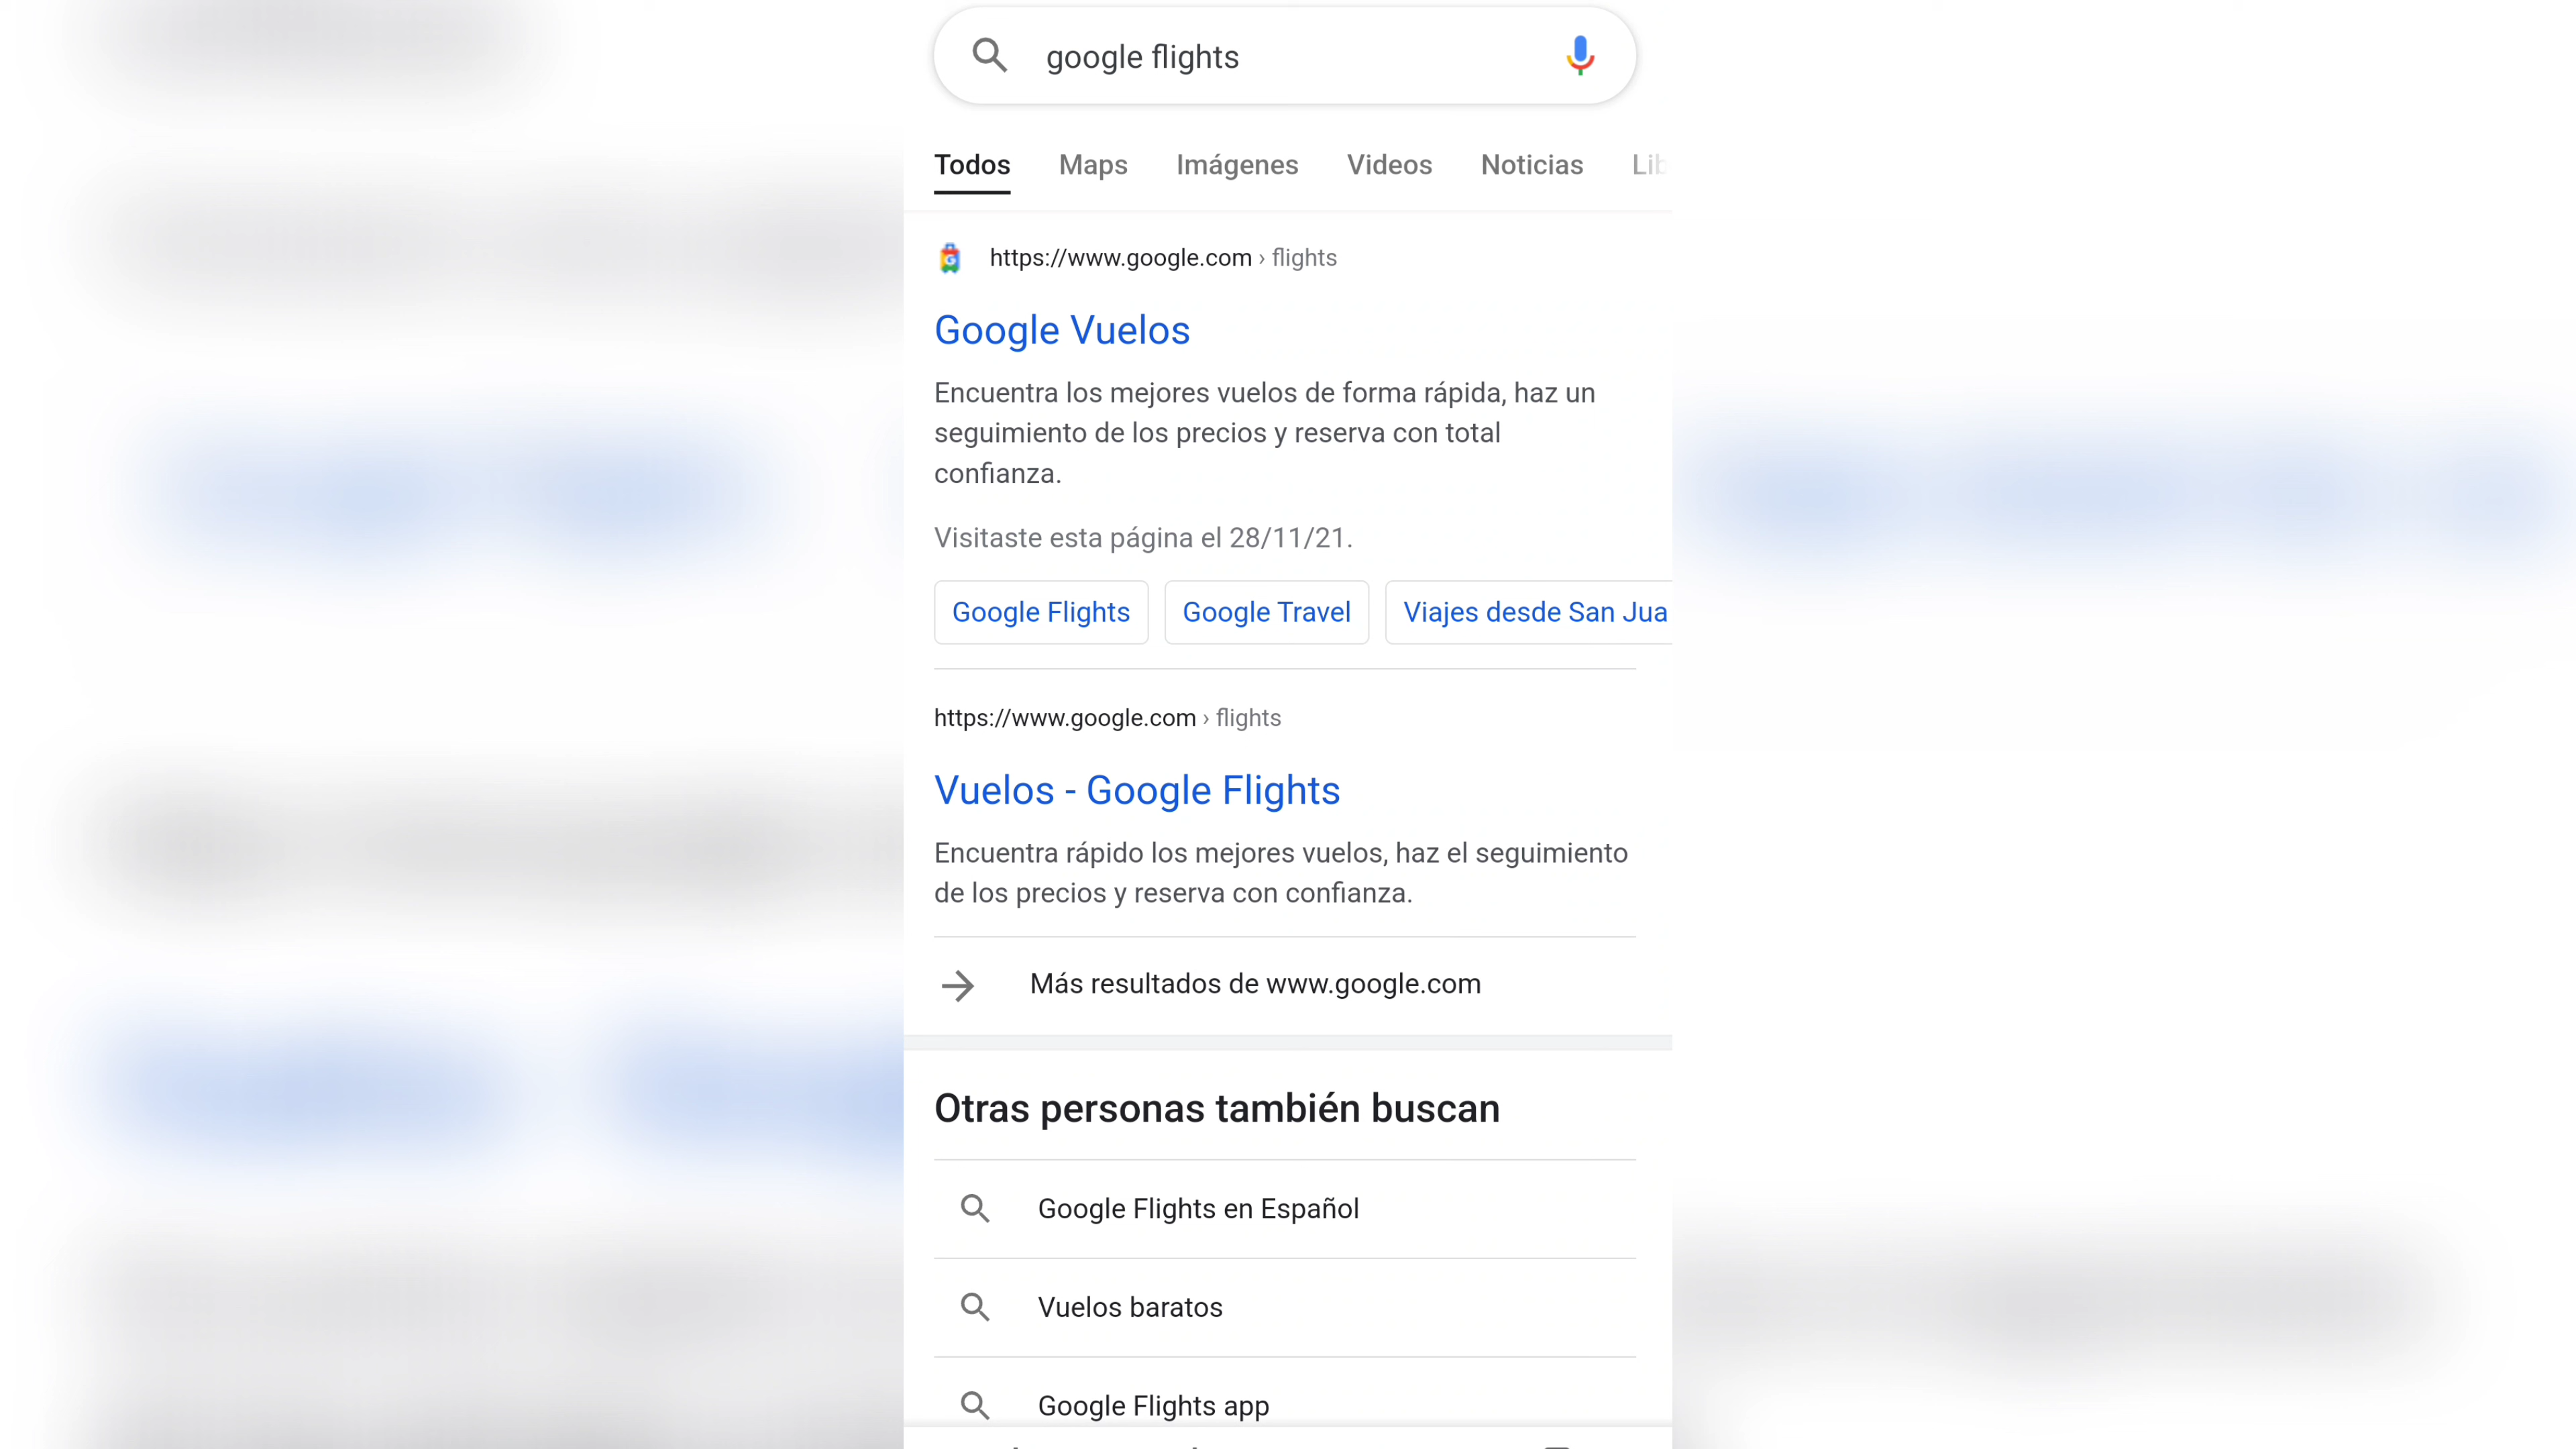 google flights
Todos Maps Imágenes Videos Noticias
https://www.google.com › flights
Google Vuelos
Encuentra los mejores vuelos de forma rápida, haz un
seguimiento de los precios y reserva con total
confianza.
Visitaste esta página el 28/11/21.
Google Flights Google Travel Viajes desde San Jua
https://www.google.com › flights
Vuelos - Google Flights
Encuentra rápido los mejores vuelos, haz el seguimiento
de los precios y reserva con confianza.
Más resultados de www.google.com
Otras personas también buscan
Google Flights en Español
Vuelos baratos
Google Flights app